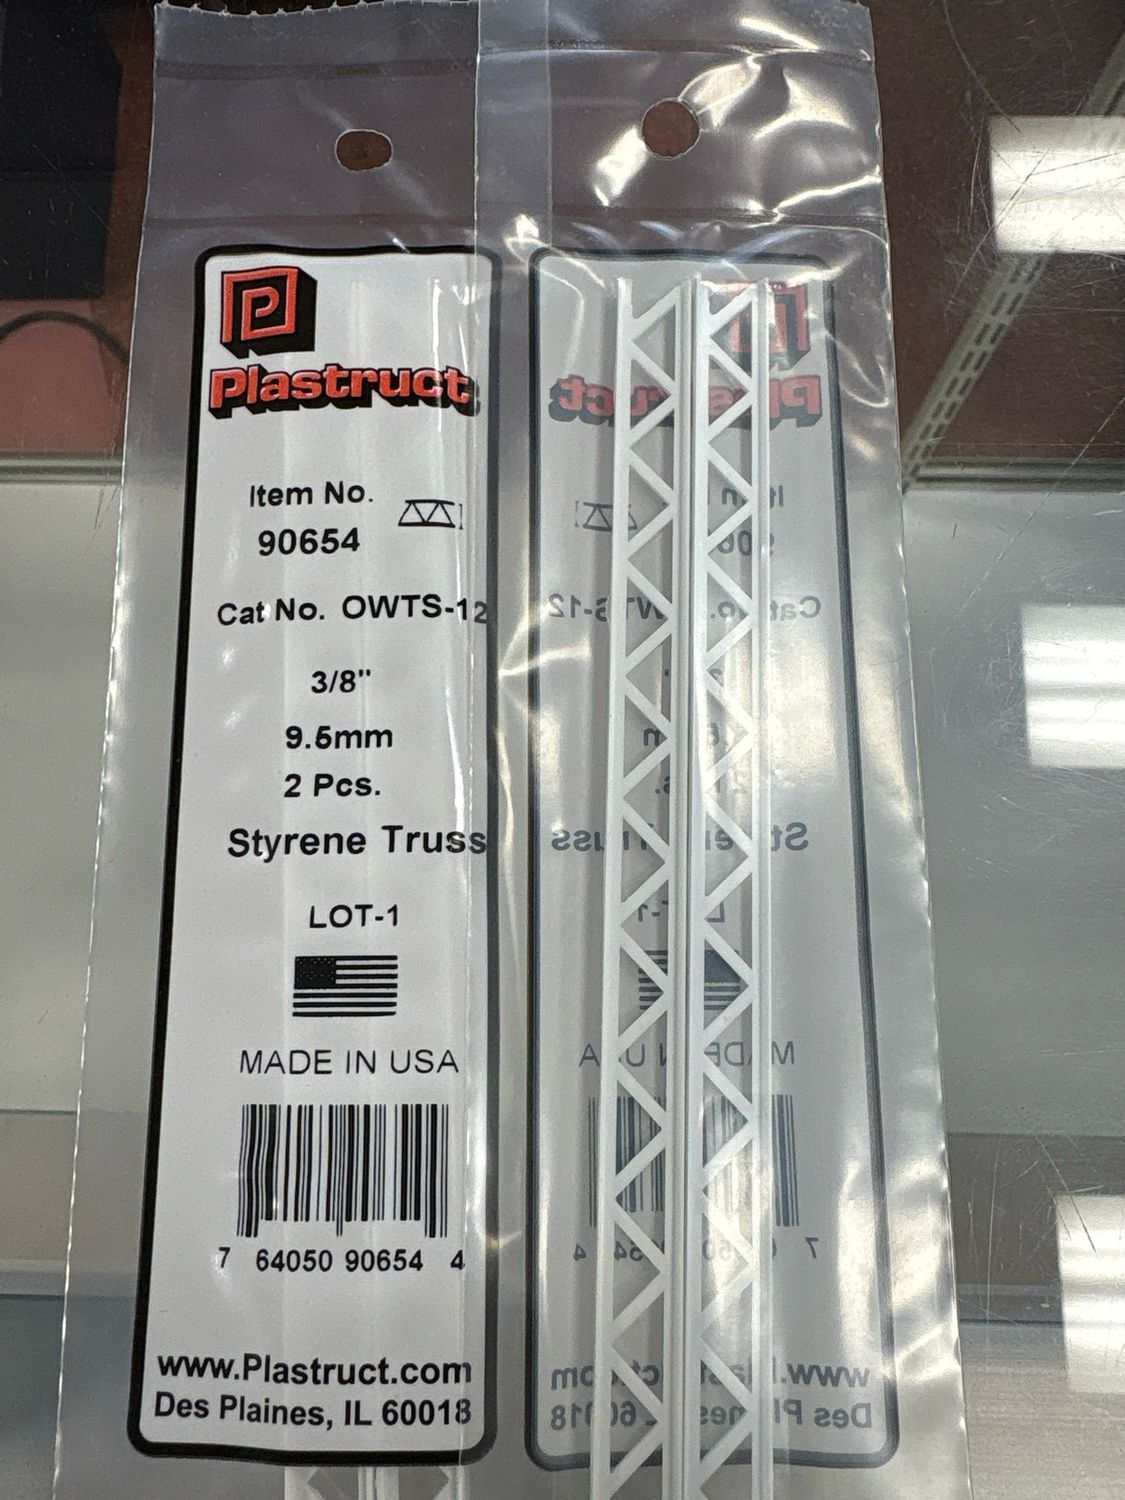 P
Plastruct
Item No.
90654
Cat No. OWTS-12
3/8"
9.5mm
2 Pcs.
Styrene Truss
LOT-1
MADE IN USA
7 64050 90654 4
www.Plastruct.com
Des Plaines, IL 60018